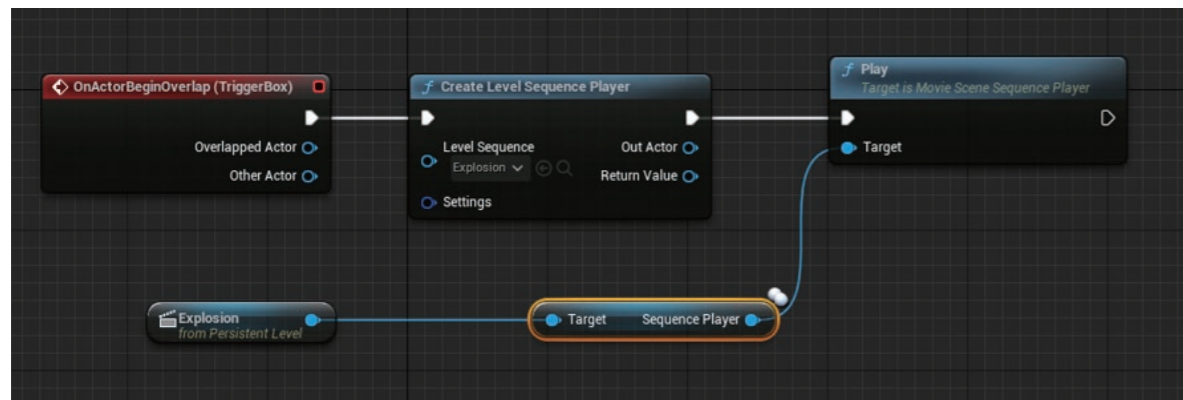 OnActorBeginOverlap (TriggerBox)
Overlapped Actor
Other Actor
f Create Level Sequence Player
Level Sequence
Explosion
Settings
Out Actor
Return Value
f Play
Target is Movie Scene Sequence Player
Target
Explosion
from Persistent Level
Target Sequence Player